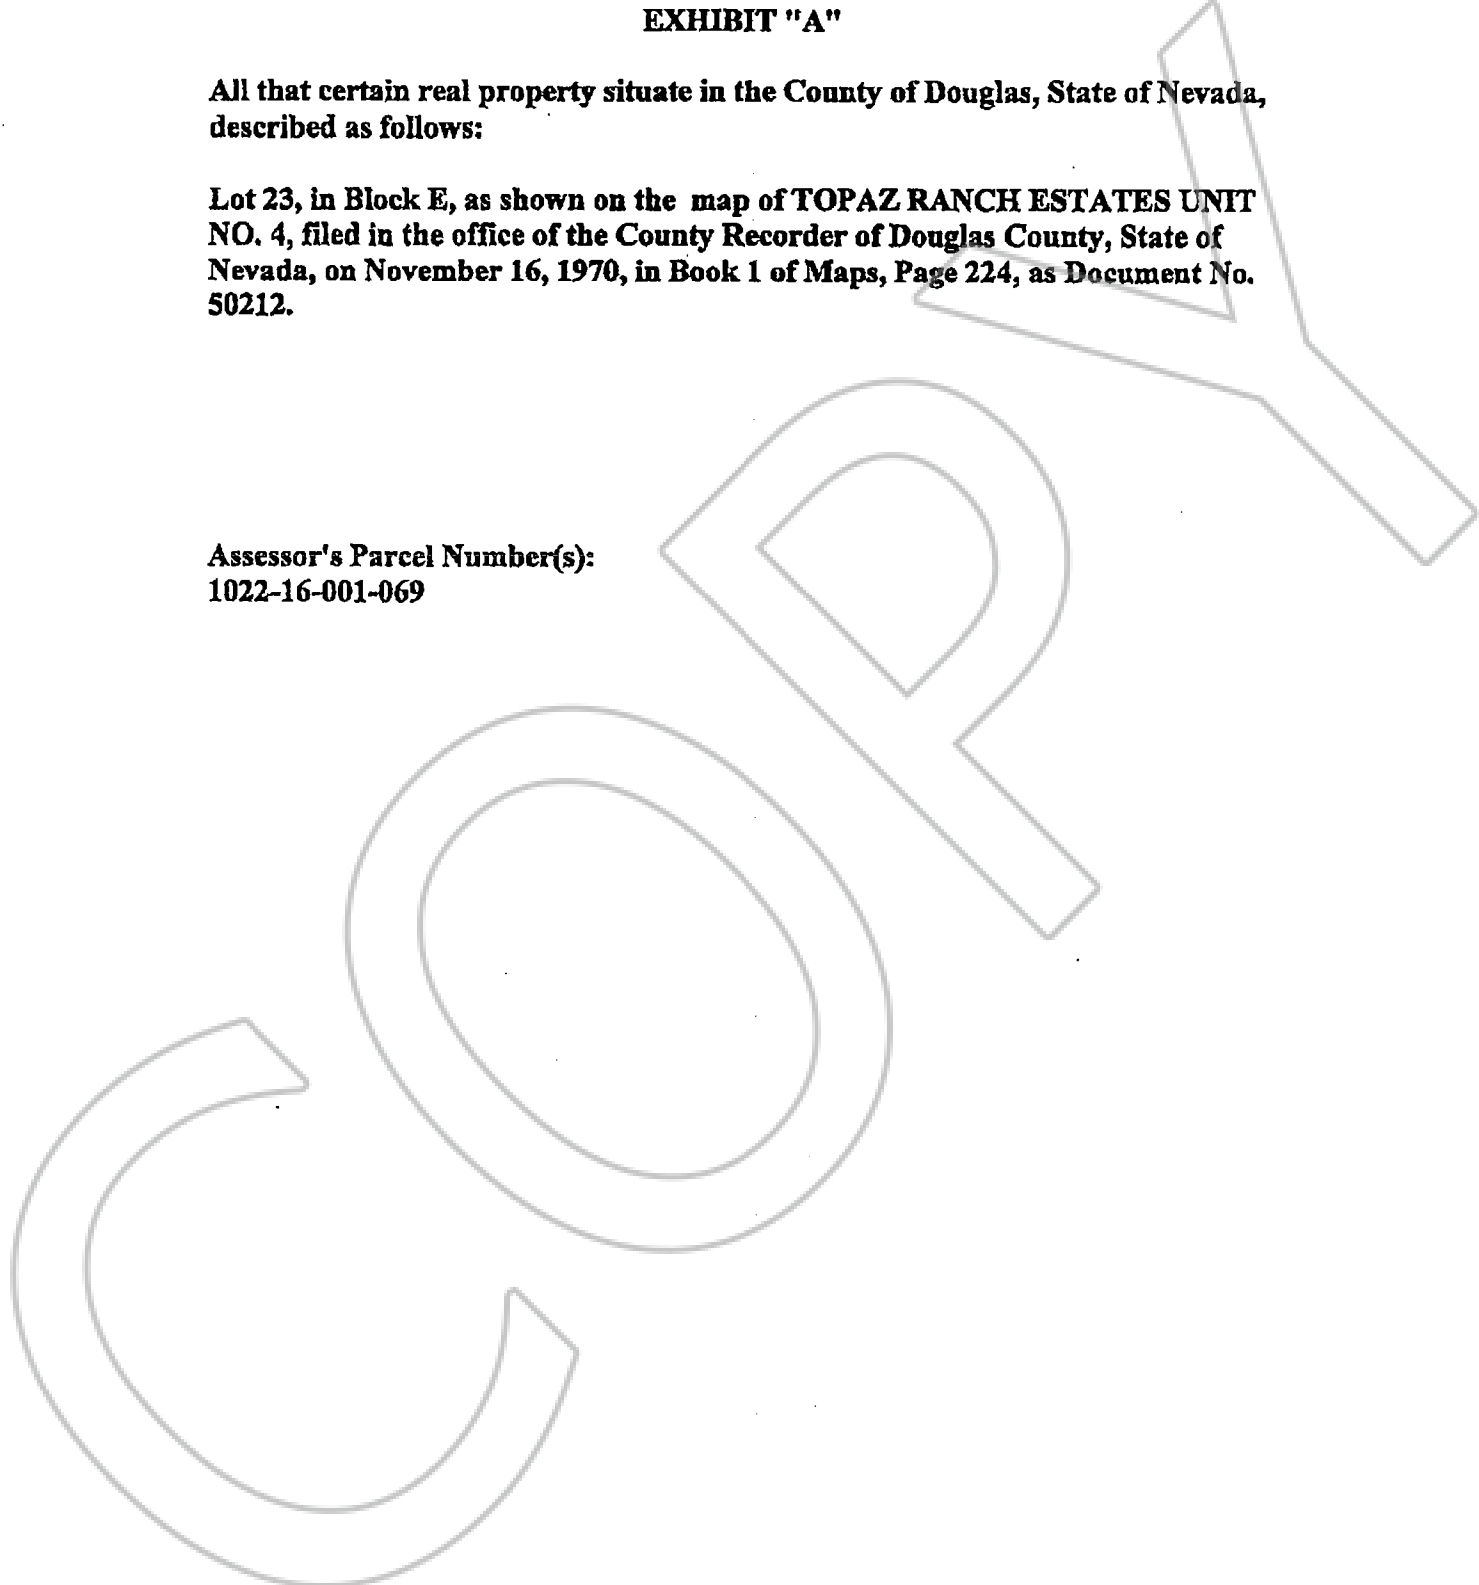 EXHIBIT "A"
All that certain real property situate in the County of Douglas, State of Nevada,
described as follows:
Lot 23, in Block E, as shown on the map of TOPAZ RANCH ESTATES UNIT
NO. 4, filed in the office of the County Recorder of Douglas County, State of
Nevada, on November 16, 1970, in Book 1 of Maps, Page 224, as Document No.
50212.
Assessor's Parcel Number(s):
1022-16-001-069
COPY